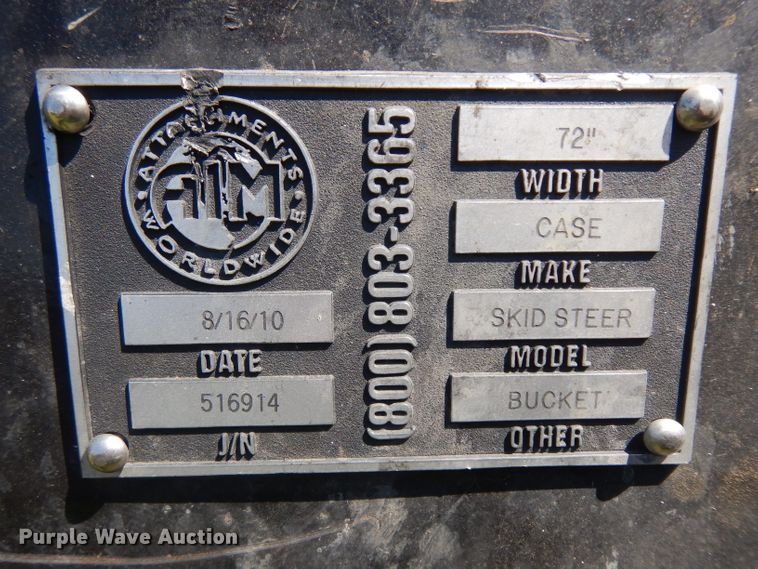 ATTACHMENTS
WORLDWIDE
8/16/10
DATE
516914
J/N
(800) 803-3365
72"
WIDTH
CASE
MAKE
SKID STEER
MODEL
BUCKET
OTHER
Purple Wave Auction